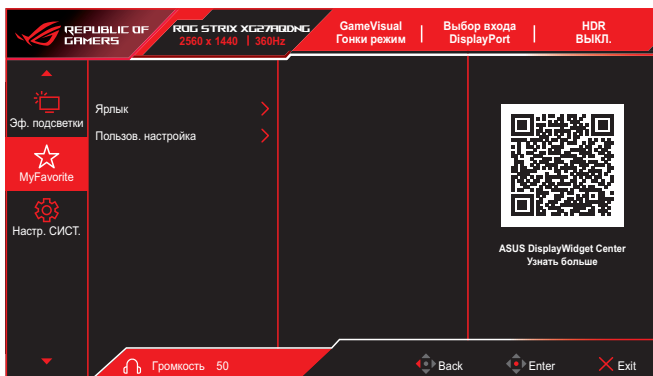 REPUBLIC OF
GAMERS
ROG STRIX XG27AQDNG
2560 x 1440 | 360Hz
GameVisual
Гонки режим
Выбор входа
DisplayPort
HDR
ВЫКЛ.
Эф. подсветки
MyFavorite
Настр. СИСТ.
Ярлык
Пользов. настройка
ASUS DisplayWidget Center
Узнать больше
Громкость 50
Back
Enter
Exit